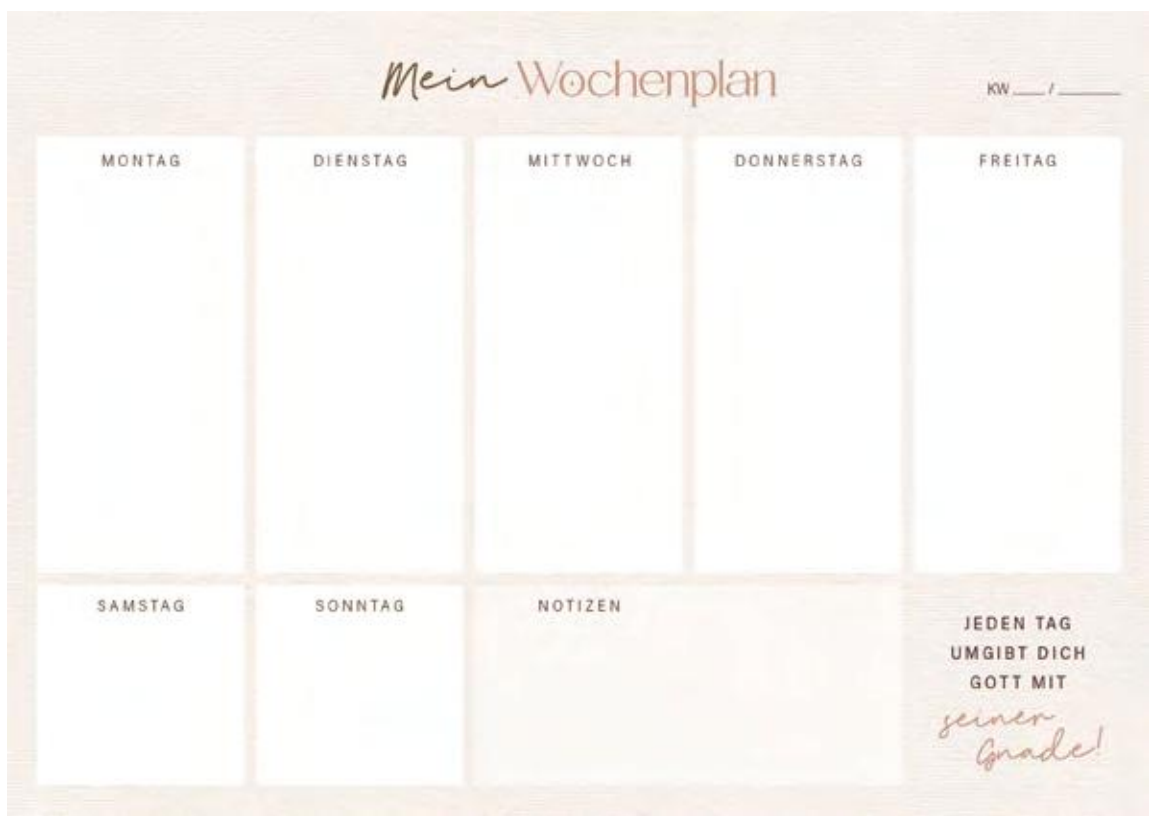 Mein Wochenplan
KW ____ / ________
MONTAG
DIENSTAG
MITTWOCH
DONNERSTAG
FREITAG
SAMSTAG
SONNTAG
NOTIZEN
JEDEN TAG
UMGIBT DICH
GOTT MIT
seiner
Gnade!